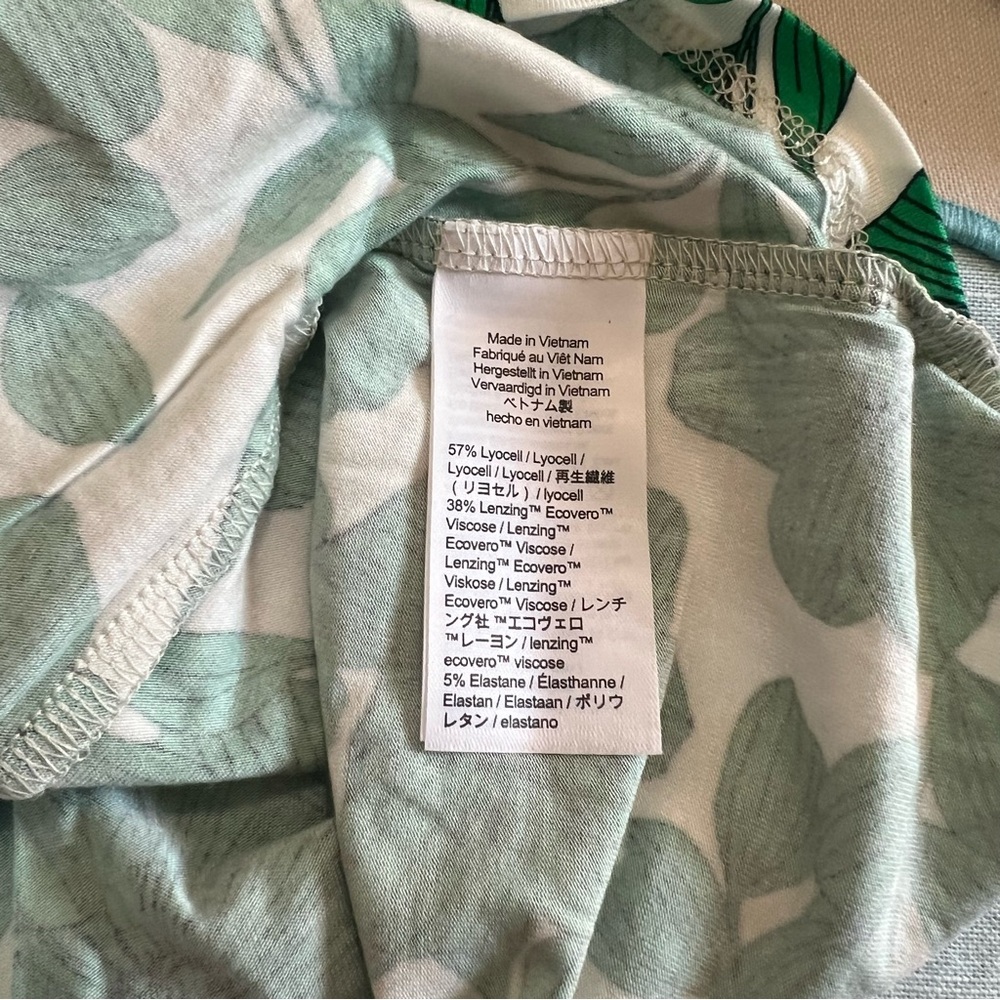 Made in Vietnam
Fabriqué au Viêt Nam
Hergestellt in Vietnam
Vervaardigd in Vietnam
ベトナム製
hecho en vietnam
57% Lyocell / Lyocell /
Lyocell / Lyocell / 再生繊維
（リヨセル）/ lyocell
38% Lenzing™ Ecovero™
Viscose / Lenzing™
Ecovero™ Viscose /
Lenzing™ Ecovero™
Viskose / Lenzing™
Ecovero™ Viscose / レンチ
ング社 ™エコヴェロ
™レーヨン / lenzing™
ecovero™ viscose
5% Elastane / Élasthanne /
Elastan / Elastaan / ポリウ
レタン / elastano